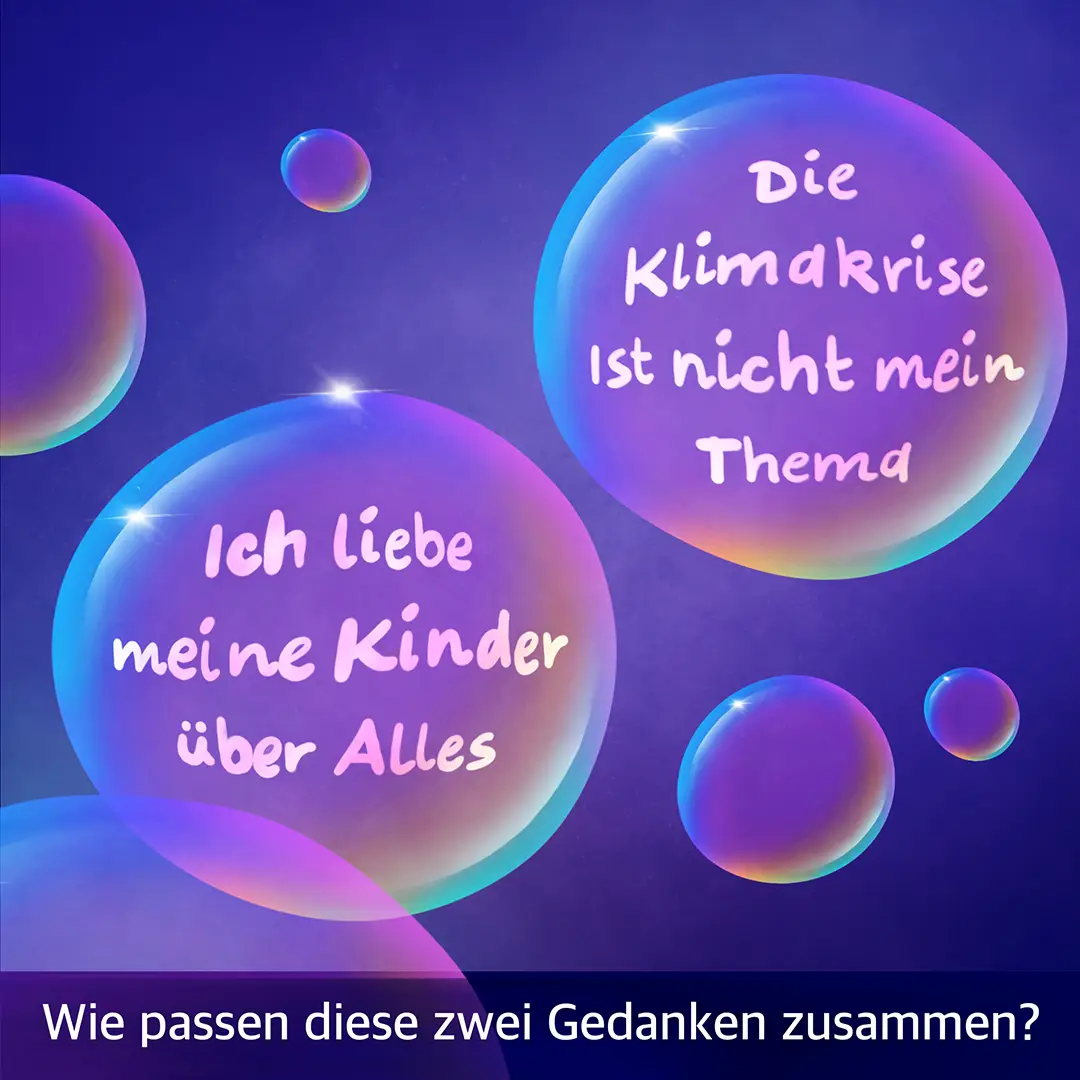 Die
Klimakrise
Ist nicht mein
Thema
Ich liebe
meine Kinder
über Alles
Wie passen diese zwei Gedanken zusammen?